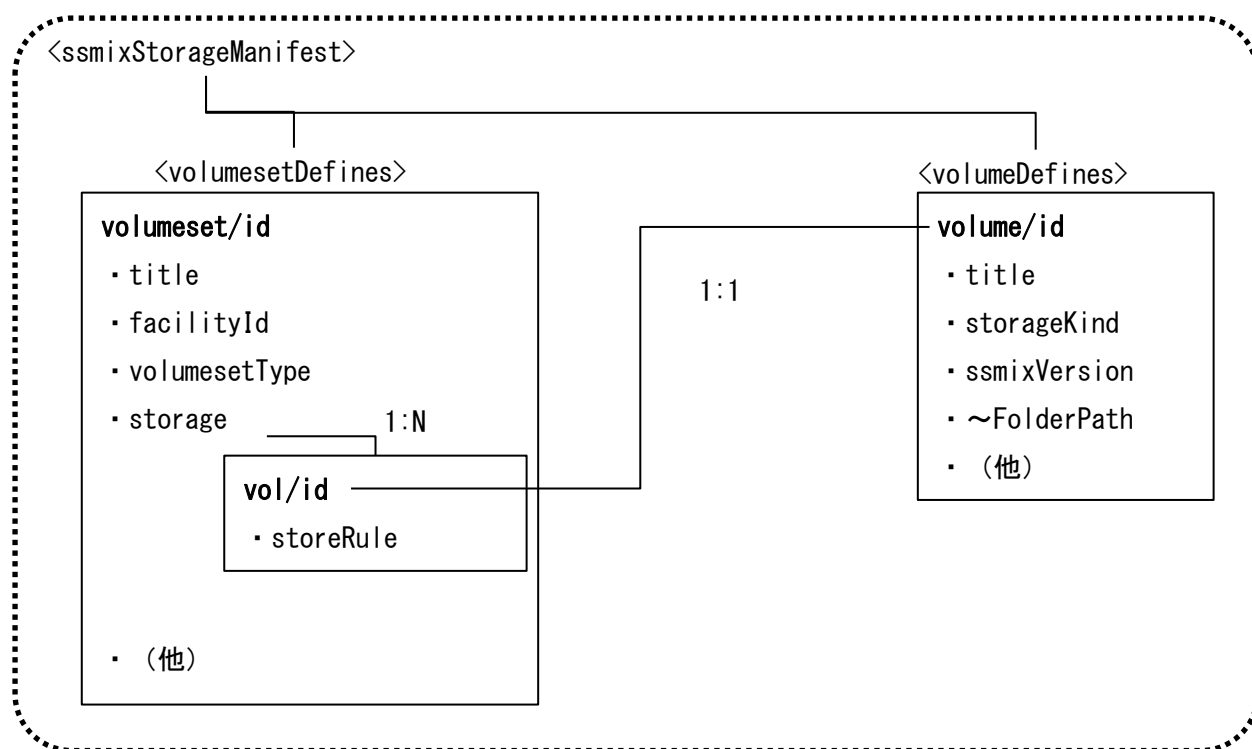 <ssmixStorageManifest>
<volumesetDefines>
volumeset/id
・title
・facilityId
・volumesetType
・storage
1:N
vol/id
・storeRule
・（他）
1:1
<volumeDefines>
volume/id
・title
・storageKind
・ssmixVersion
・～FolderPath
・（他）